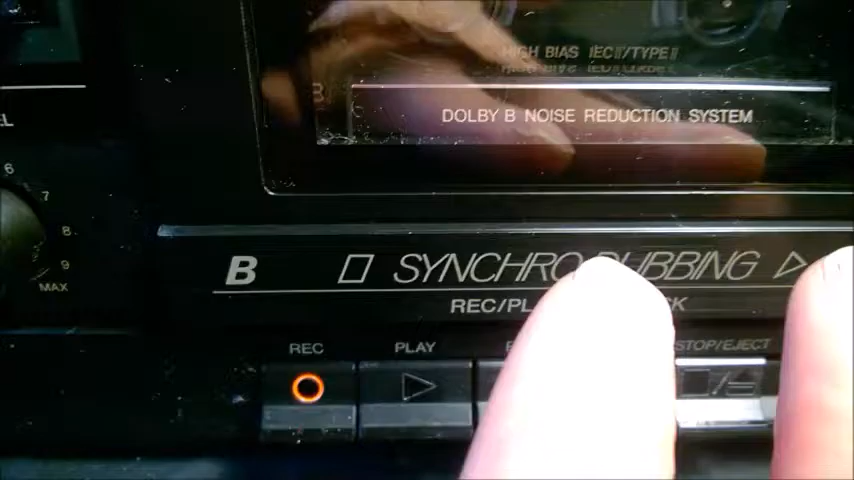 HIGH BIAS IEC II/TYPE II
B
DOLBY B NOISE REDUCTION SYSTEM
6
7
8
9
MAX
B SYNCHRO DUBBING
REC
PLAY
STOP/EJECT